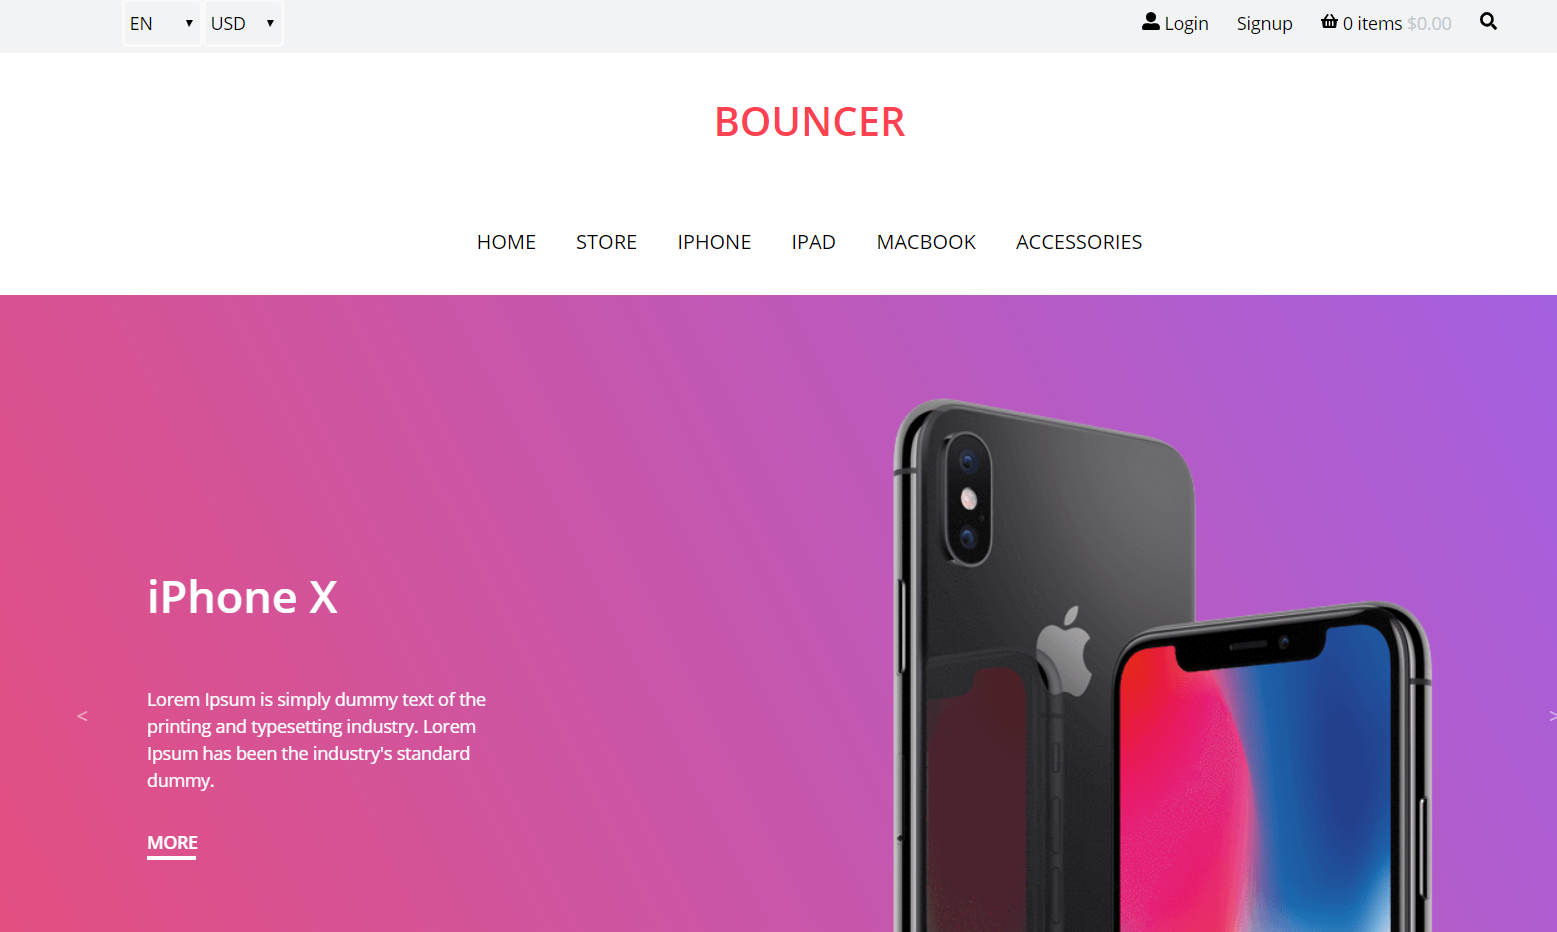 EN USD Login Signup 0 items $0.00
BOUNCER
HOME STORE IPHONE IPAD MACBOOK ACCESSORIES
iPhone X
Lorem Ipsum is simply dummy text of the
printing and typesetting industry. Lorem
Ipsum has been the industry's standard
dummy.
< >
MORE